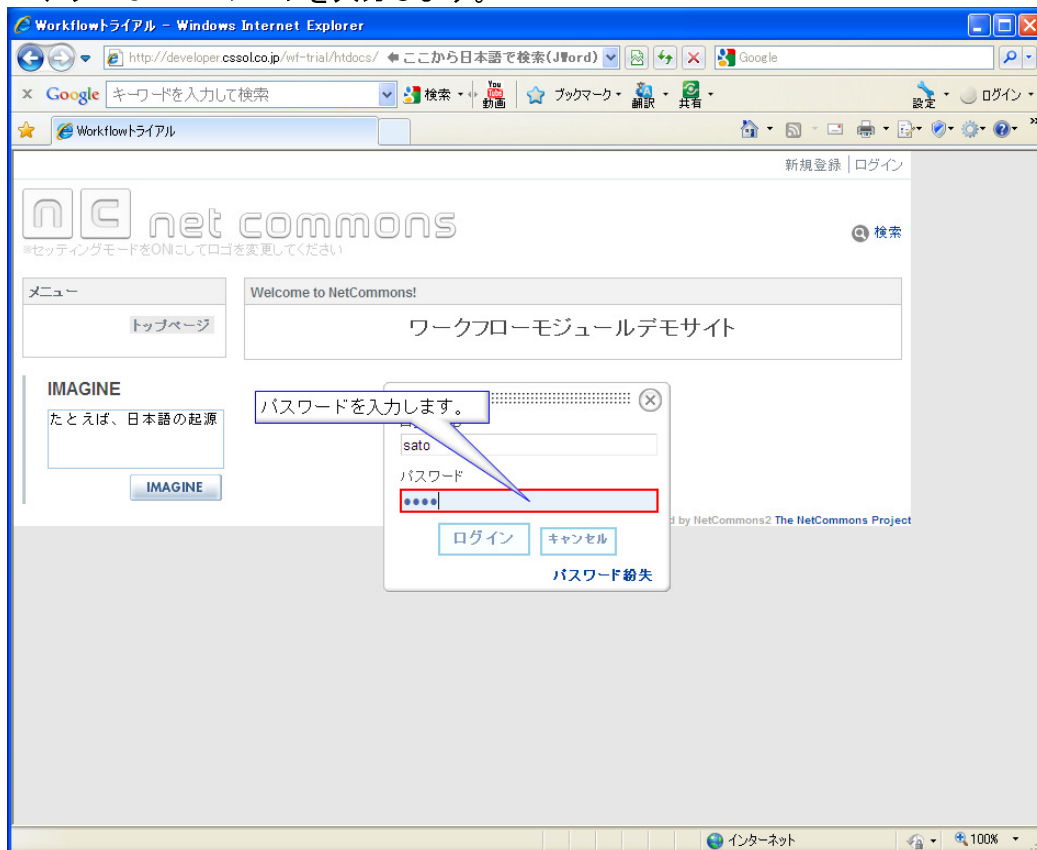 Workflowトライアル - Windows Internet Explorer
http://developer.cssol.co.jp/wf-trial/htdocs/ ここから日本語で検索(JWord) Google
× Google キーワードを入力して検索 検索 You Tube 動画 ブックマーク 翻訳 共有 設定 ログイン
Workflowトライアル
新規登録 | ログイン
nc net commons
※セッティングモードをONにしてロゴを変更してください
検索
メニュー
トップページ
Welcome to NetCommons!
ワークフローモジュールデモサイト
IMAGINE
たとえば、日本語の起源
IMAGINE
パスワードを入力します。
sato
パスワード
••••
ログイン キャンセル
パスワード紛失
d by NetCommons2 The NetCommons Project
インターネット 100%